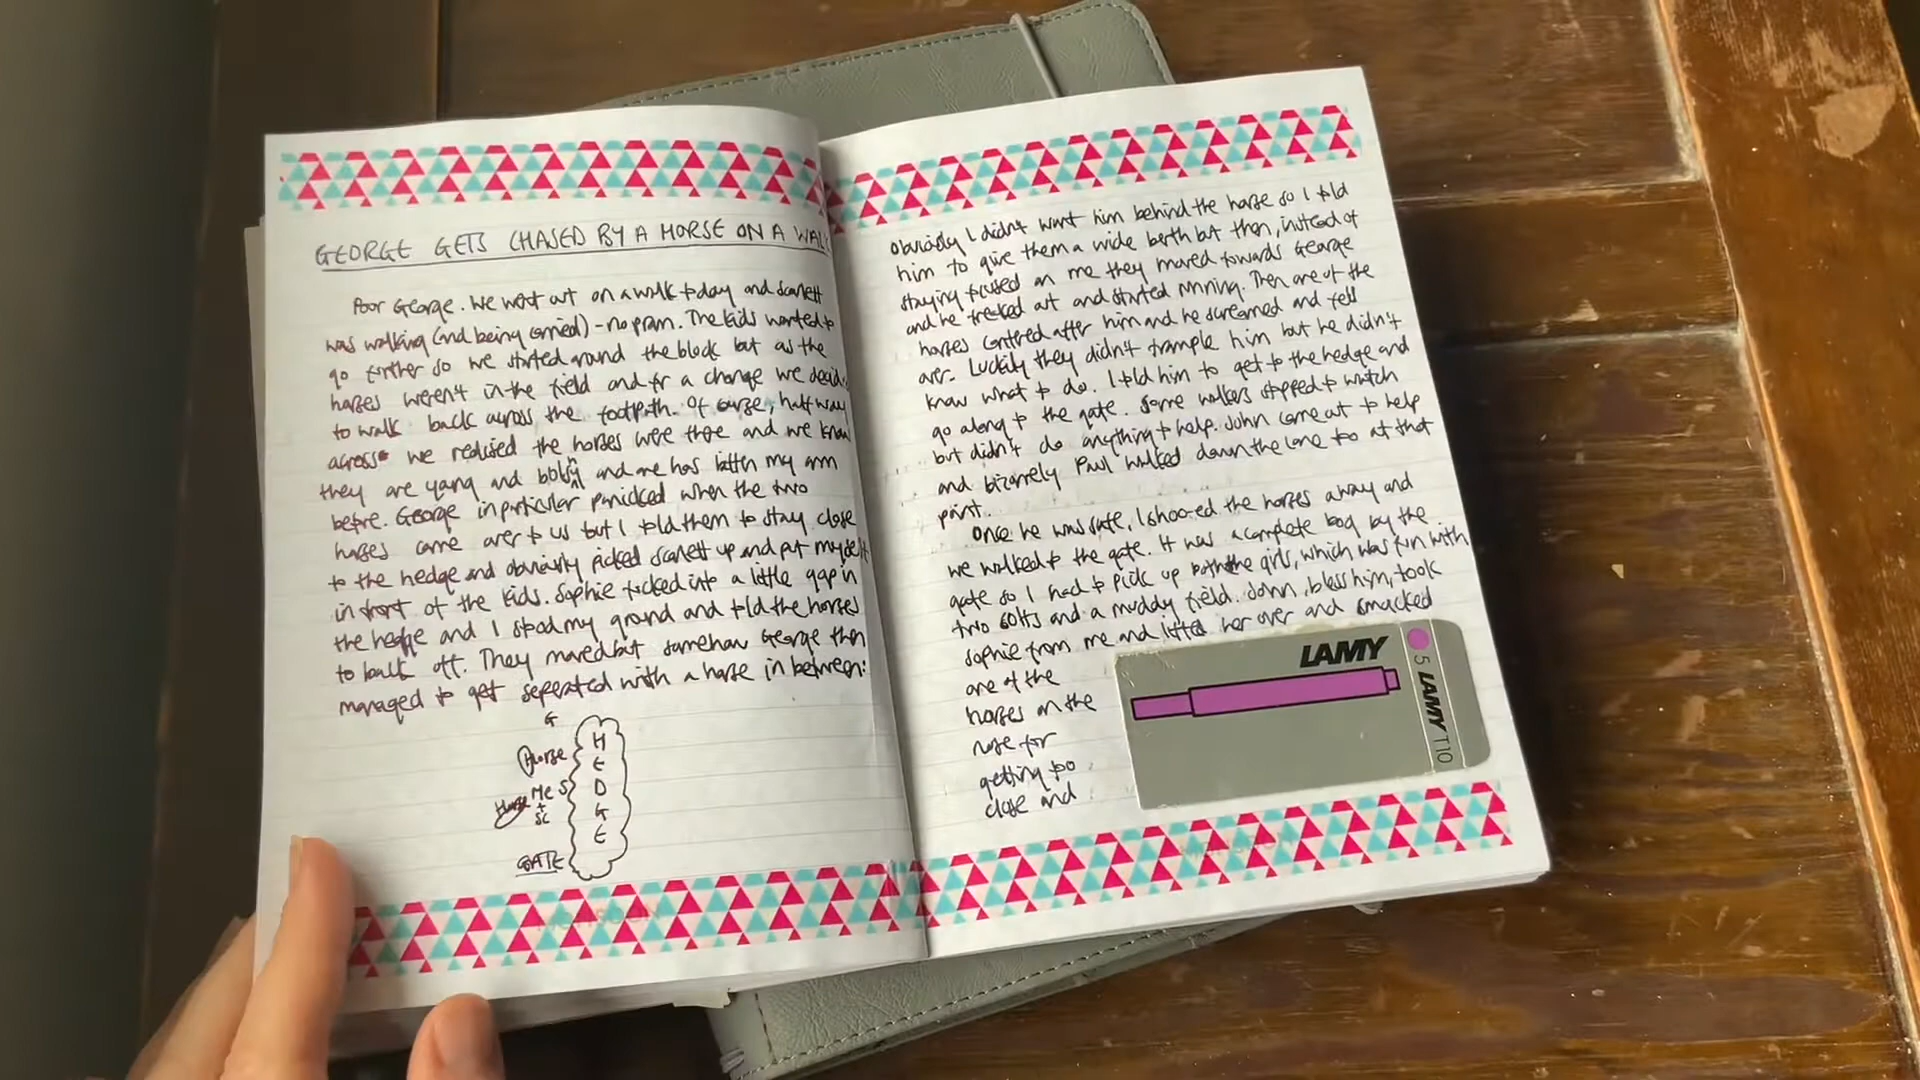 GEORGE GETS CHASED BY A HORSE ON A WALK
Poor George. We went out on a walk today and Scarlett
was walking (and being carried) - no pram. The kids wanted to
go further so we started around the block but as the
horses weren't in the field and for a change we decid
to walk back across the footpath. Of course, half way
across we realised the horses were there and we know
they are young and bolshy and one has bitten my arm
before. George in particular panicked when the two
horses came over to us but I told them to stay close
to the hedge and obviously picked Scarlett up and put myself
in front of the kids. Sophie tucked into a little gap in
the hedge and I stood my ground and told the horses
to back off. They moved but somehow George then
managed to get seperated with a horse in between:
G
Horse
Me S
+
Sc
Horse
GATE
HEDGE
Obviously I didn't want him behind the horse so I told
him to give them a wide berth but then, instead of
staying focused on me they moved towards George
and he freaked out and started running. Then one of the
horses cantered after him and he screamed and fell
over. Luckily they didn't trample him but he didn't
know what to do. I told him to get to the hedge and
go along to the gate. Some walkers stopped to watch
but didn't do anything to help. John came out to help
and bizarrely Paul walked down the lane too at that
point.
Once he was safe, I shooed the horses away and
we walked to the gate. It was a complete bog by the
gate so I had to pick up both the girls, which was fun with
two colts and a muddy field. John, bless him, took
Sophie from me and lifted her over and smacked
one of the
horses on the
nose for
getting too
close and
LAMY
5 LAMY T10